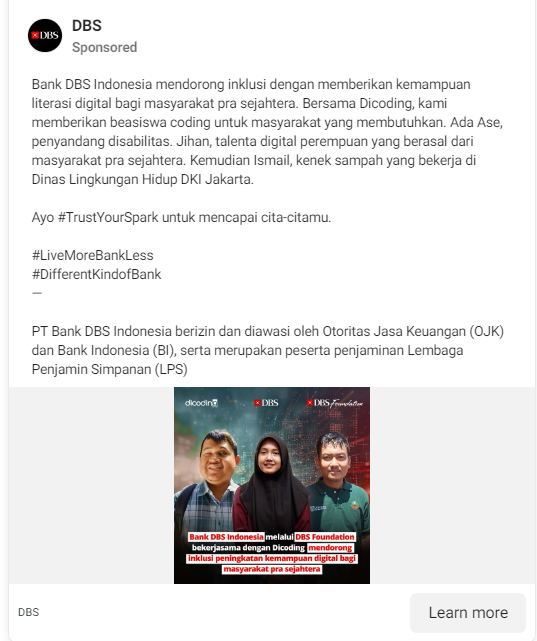 DBS
DBS
Sponsored
Bank DBS Indonesia mendorong inklusi dengan memberikan kemampuan
literasi digital bagi masyarakat pra sejahtera. Bersama Dicoding, kami
memberikan beasiswa coding untuk masyarakat yang membutuhkan. Ada Ase,
penyandang disabilitas. Jihan, talenta digital perempuan yang berasal dari
masyarakat pra sejahtera. Kemudian Ismail, kenek sampah yang bekerja di
Dinas Lingkungan Hidup DKI Jakarta.
Ayo #TrustYourSpark untuk mencapai cita-citamu.
#LiveMoreBankLess
#DifferentKindofBank
—
PT Bank DBS Indonesia berizin dan diawasi oleh Otoritas Jasa Keuangan (OJK)
dan Bank Indonesia (BI), serta merupakan peserta penjaminan Lembaga
Penjamin Simpanan (LPS)
dicoding DBS DBS Foundation
Bank DBS Indonesia melalui DBS Foundation
bekerjasama dengan Dicoding mendorong
inklusi peningkatan kemampuan digital bagi
masyarakat pra sejahtera
DBS
Learn more